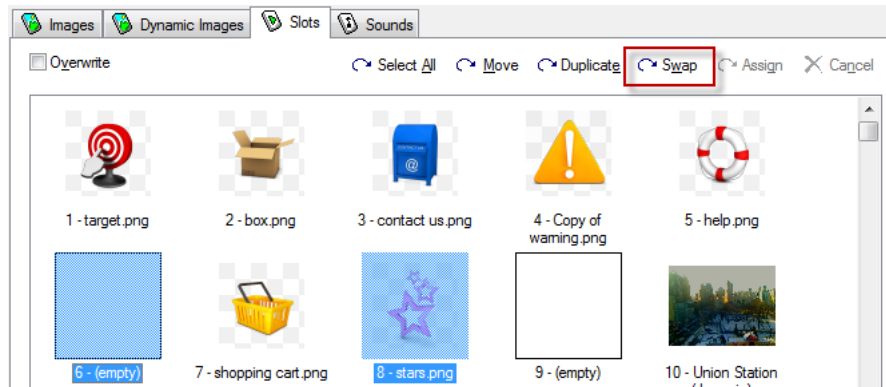 Images Dynamic Images Slots Sounds
Overwrite Select All Move Duplicate Swap Assign Cancel
CONTACT US
@
1 - target.png 2 - box.png 3 - contact us.png 4 - Copy of warning.png 5 - help.png
6 - (empty) 7 - shopping cart.png 8 - stars.png 9 - (empty) 10 - Union Station